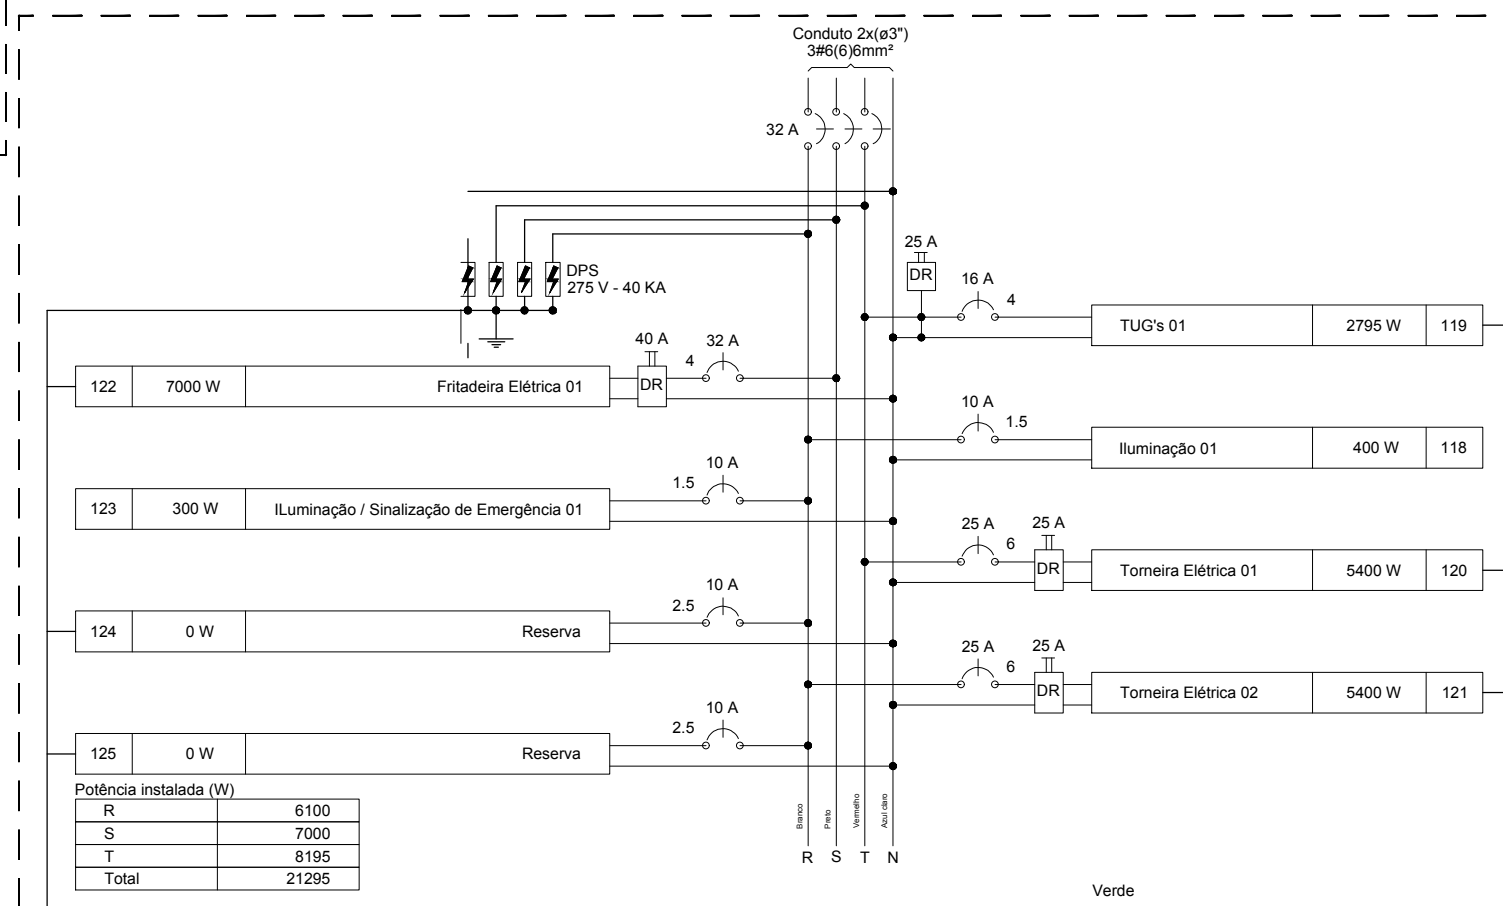 Conduto 2x(ø3")
3#6(6)6mm²
32 A
DPS
275 V - 40 KA
25 A
DR
16 A
4
TUG's 01 2795 W 119
122 7000 W Fritadeira Elétrica 01
40 A
DR
4
32 A
10 A
1.5
Iluminação 01 400 W 118
123 300 W ILuminação / Sinalização de Emergência 01
1.5
10 A
25 A
6
25 A
DR
Torneira Elétrica 01 5400 W 120
124 0 W Reserva
2.5
10 A
25 A
6
25 A
DR
Torneira Elétrica 02 5400 W 121
125 0 W Reserva
2.5
10 A
Potência instalada (W)
R 6100
S 7000
T 8195
Total 21295
Branco
Preto
Vermelho
Azul claro
R S T N
Verde